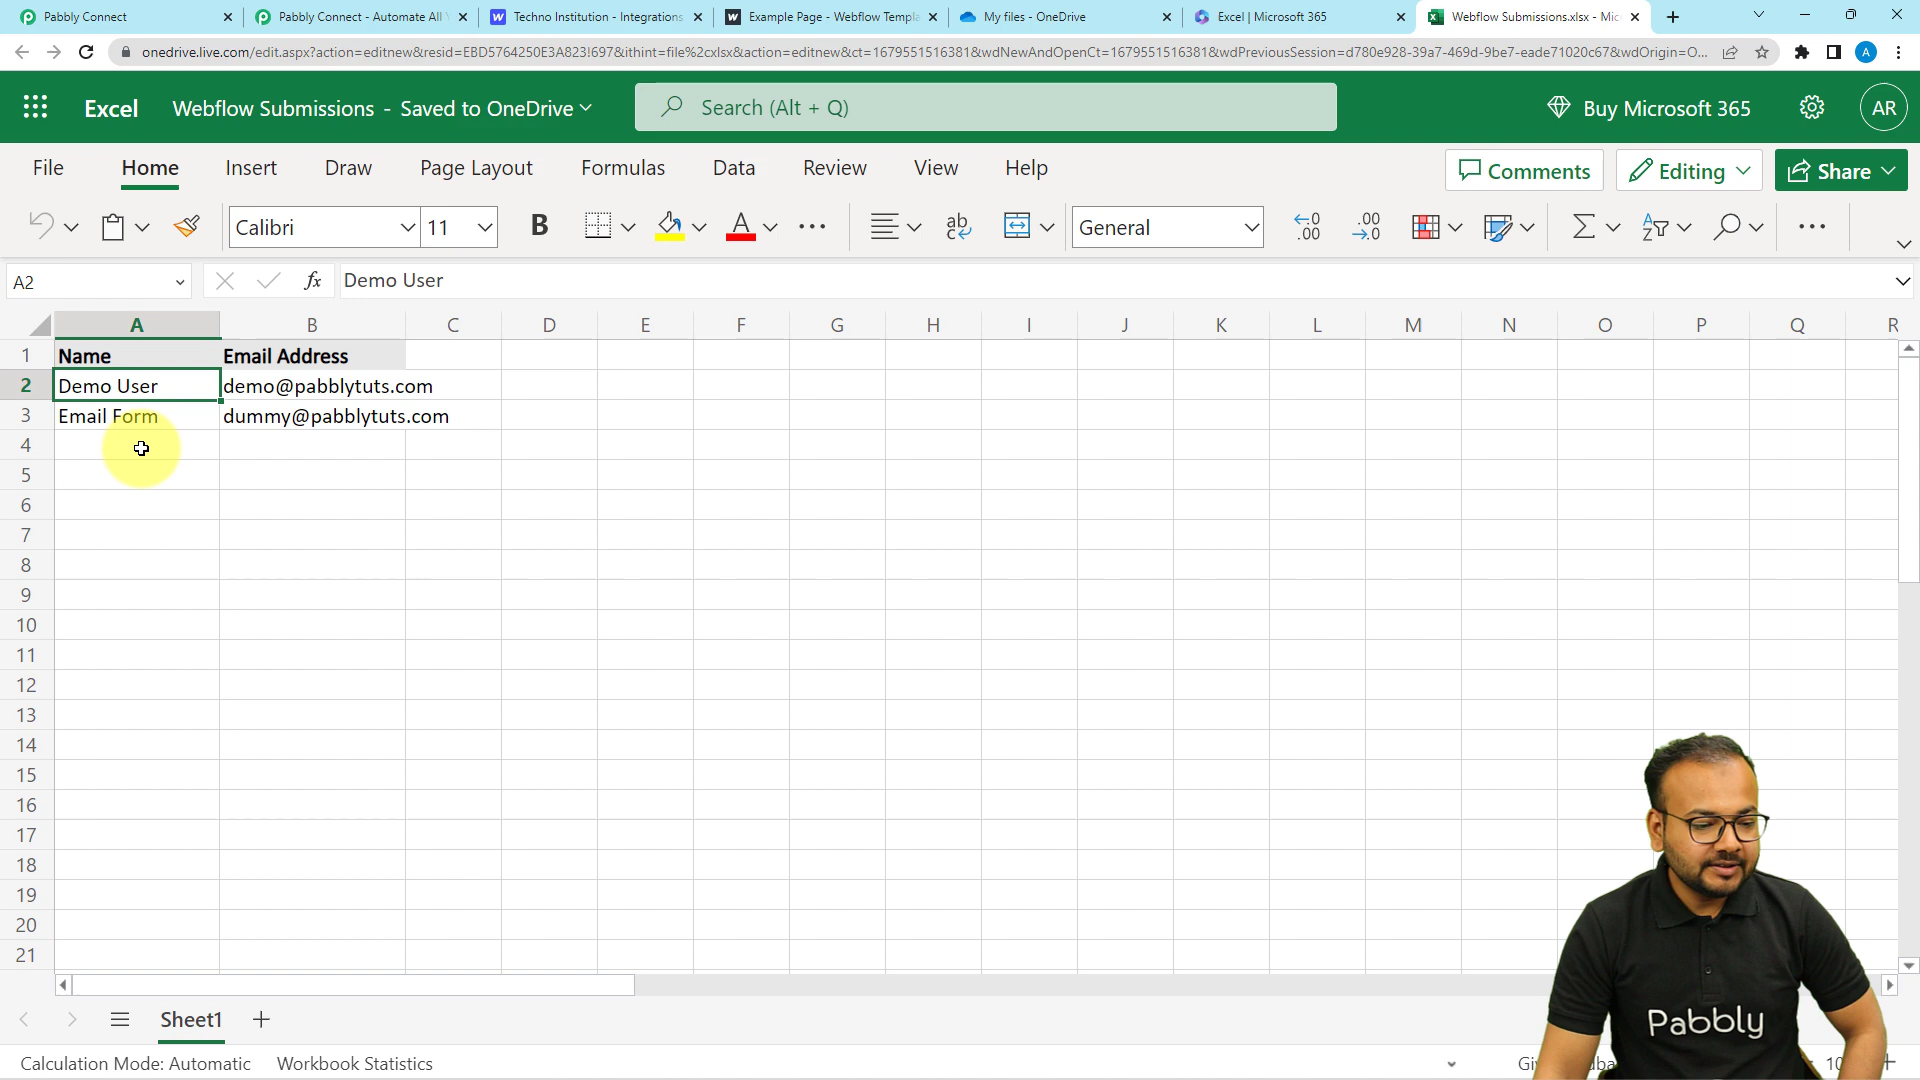 Pabbly Connect
Pabbly Connect - Automate All
Techno Institution - Integrations
Example Page - Webflow Templa
My files - OneDrive
Excel | Microsoft 365
Webflow Submissions.xlsx - Mic
onedrive.live.com/edit.aspx?action=editnew&resid=EBD5764250E3A823!697&ithint=file%2cxlsx&action=editnew&ct=1679551516381&wdNewAndOpenCt=1679551516381&wdPreviousSession=d780e928-39a7-469d-9be7-eade71020c67&wdOrigin=O...
A
Excel
Webflow Submissions - Saved to OneDrive
Search (Alt + Q)
Buy Microsoft 365
AR
File Home Insert Draw Page Layout Formulas Data Review View Help
Comments
Editing
Share
Calibri
11
B
A
ab
General
A2
fx
Demo User
A B C D E F G H I J K L M N O P Q R
1 Name Email Address
2 Demo User demo@pabblytuts.com
3 Email Form dummy@pabblytuts.com
4
5
6
7
8
9
10
11
12
13
14
15
16
17
18
19
20
21
Pabbly
Sheet1
Calculation Mode: Automatic Workbook Statistics